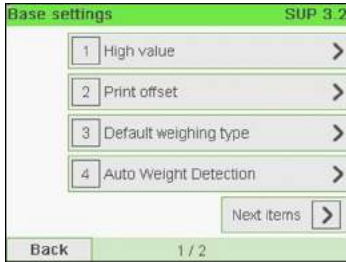 Base settings SUP 3.2
1 High value
2 Print offset
3 Default weighing type
4 Auto Weight Detection
Next items
Back 1 / 2